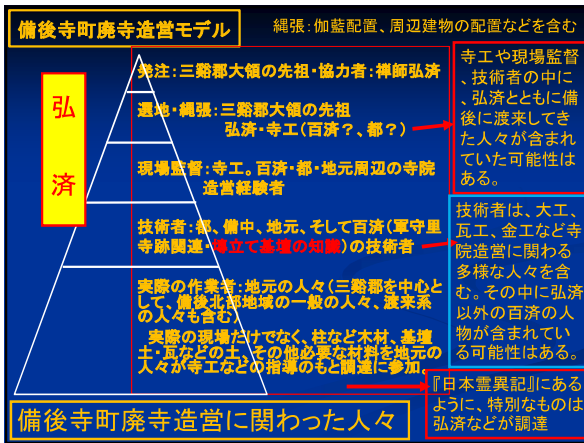 備後寺町廃寺造営モデル
縄張:伽藍配置、周辺建物の配置などを含む
弘
済
発注:三谿郡大領の先祖・協力者:禅師弘済
選地・縄張:三谿郡大領の先祖
弘済・寺工(百済?、都?)
現場監督:寺工。百済・都・地元周辺の寺院
造営経験者
技術者:都、備中、地元、そして百済(軍守里
寺跡関連・塼立て基壇の知識)の技術者
実際の作業者:地元の人々(三谿郡を中心と
して、備後北部地域の一般の人々、渡来系
の人々も含む)
実際の現場だけでなく、柱など木材、基壇
土・瓦などの土、その他必要な材料を地元の
人々が寺工などの指導のもと調達に参加。
寺工や現場監督
、技術者の中に
、弘済とともに備
後に渡来してき
た人々が含まれ
ていた可能性は
ある。
技術者は、大工、
瓦工、金工など寺
院造営に関わる
多様な人々を含
む。その中に弘済
以外の百済の人
物が含まれてい
る可能性はある。
『日本霊異記』にある
ように、特別なものは
弘済などが調達
備後寺町廃寺造営に関わった人々